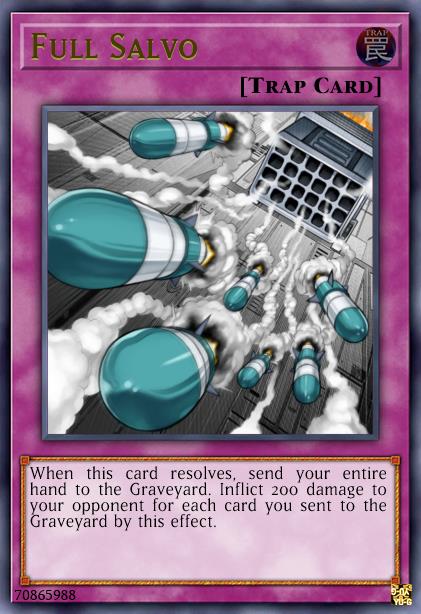 Full Salvo
TRAP
罠
[Trap Card]
When this card resolves, send your entire
hand to the Graveyard. Inflict 200 damage to
your opponent for each card you sent to the
Graveyard by this effect.
70865988